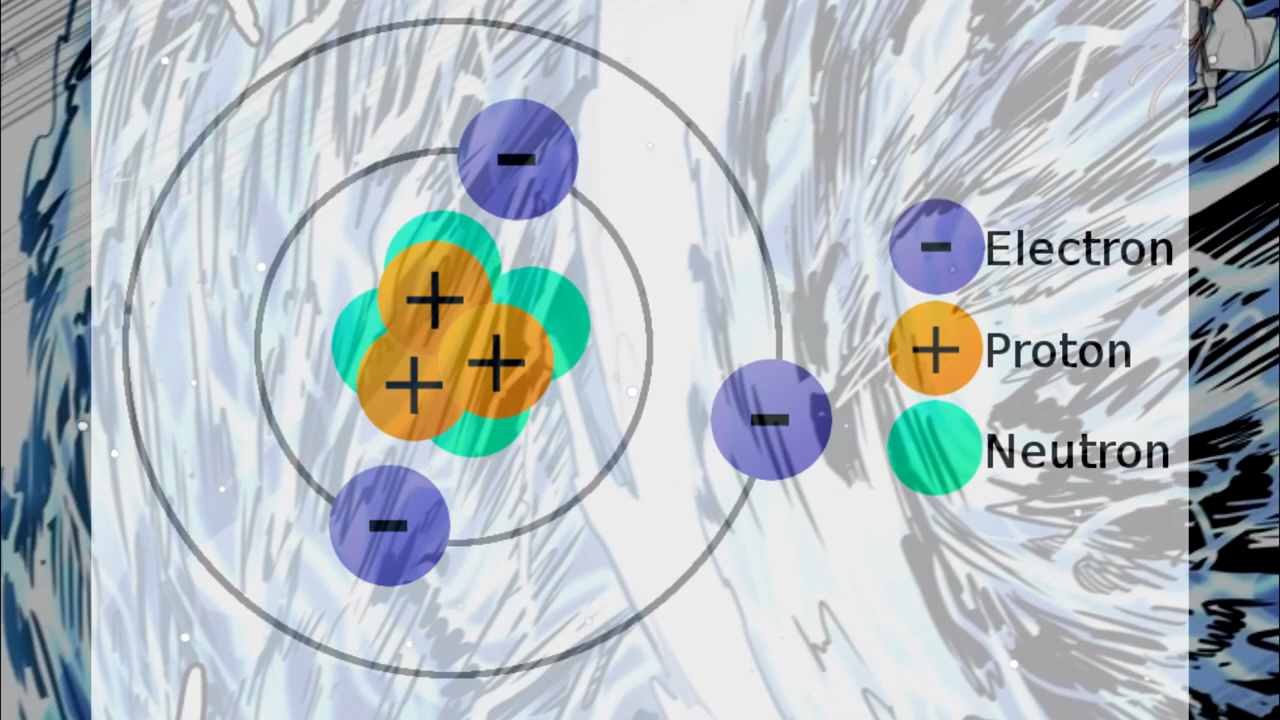 -
+
+
+
-
-
- Electron
+ Proton
Neutron